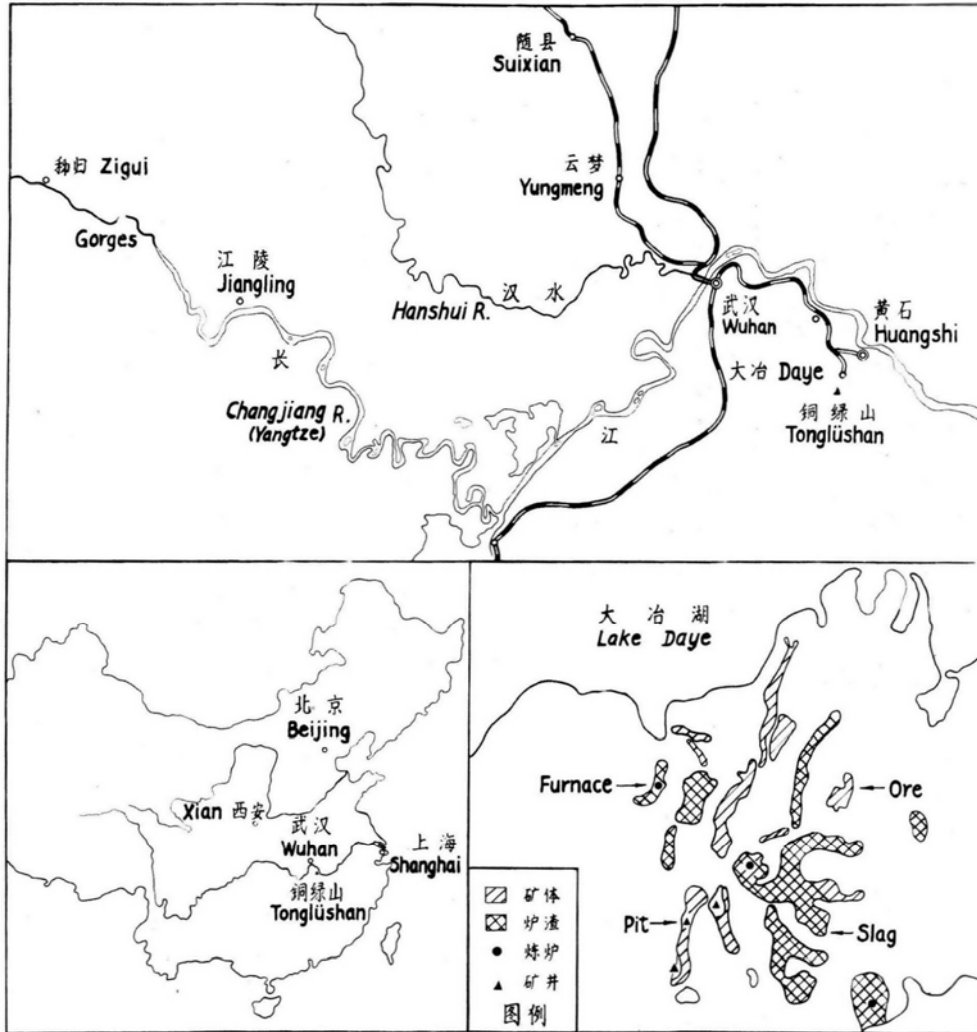 随县
Suixian
云梦
Yungmeng
秭归 Zigui
Gorges
江陵
Jiangling
汉水
Hanshui R.
武汉
Wuhan
黄石
Huangshi
长
大冶 Daye
Changjiang R.
(Yangtze)
江
铜绿山
Tonglüshan
北京
Beijing
Xian 西安
武汉
Wuhan
上海
Shanghai
铜绿山
Tonglüshan
大冶湖
Lake Daye
Furnace
Ore
Pit
Slag
矿体
炉渣
炼炉
矿井
图例